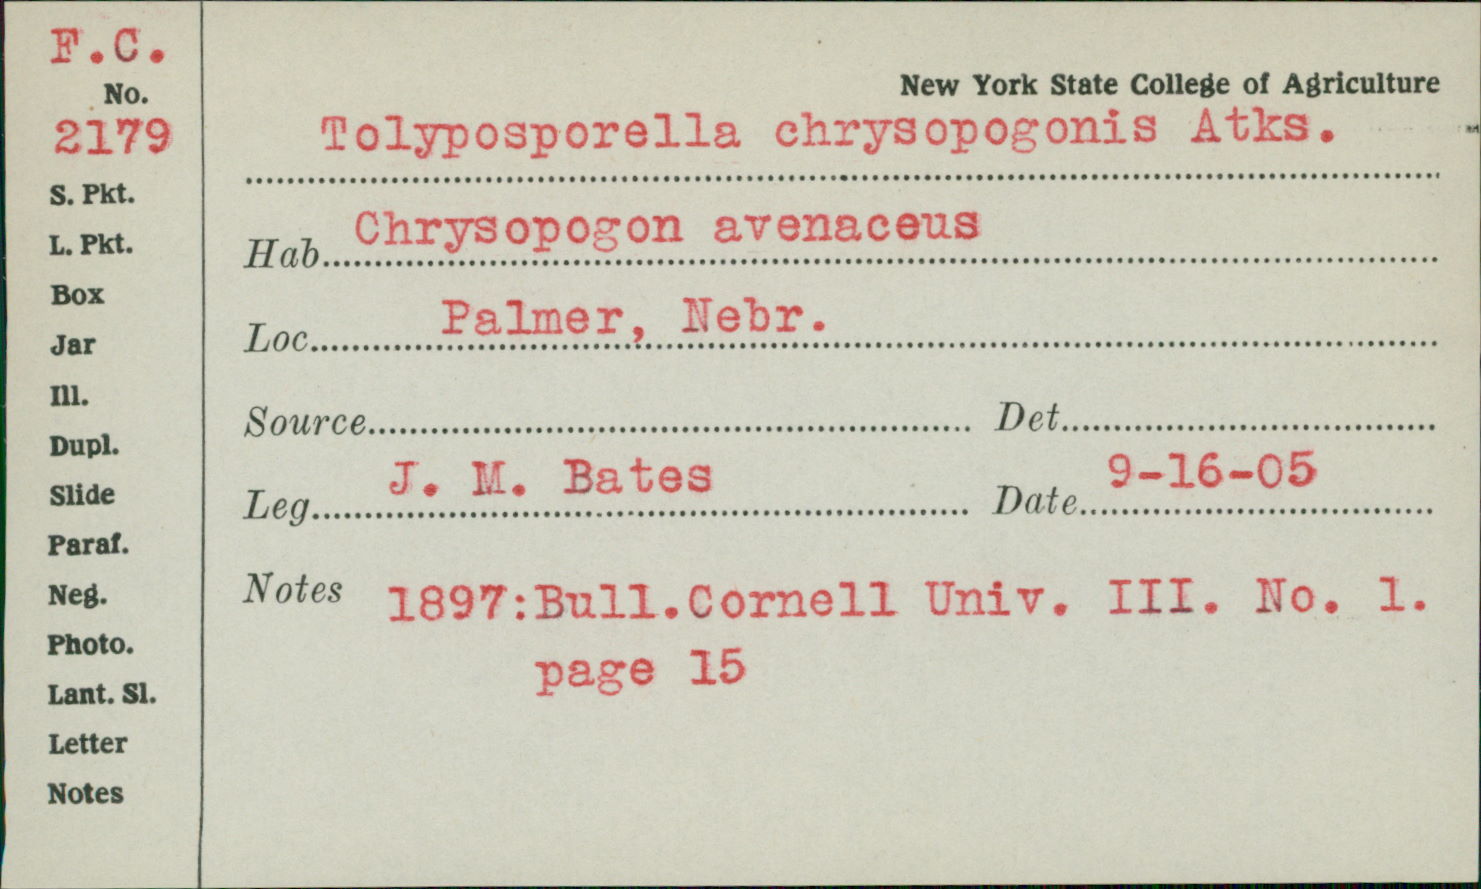 F.C.
No.
2179
S. Pkt.
L. Pkt.
Box
Jar
Ill.
Dupl.
Slide
Paraf.
Neg.
Photo.
Lant. Sl.
Letter
Notes
New York State College of Agriculture
Tolyposporella chrysopogonis Atks.
Hab. Chrysopogon avenaceus
Loc. Palmer, Nebr.
Source Det.
Leg. J. M. Bates Date 9-16-05
Notes 1897:Bull.Cornell Univ. III. No. 1.
page 15